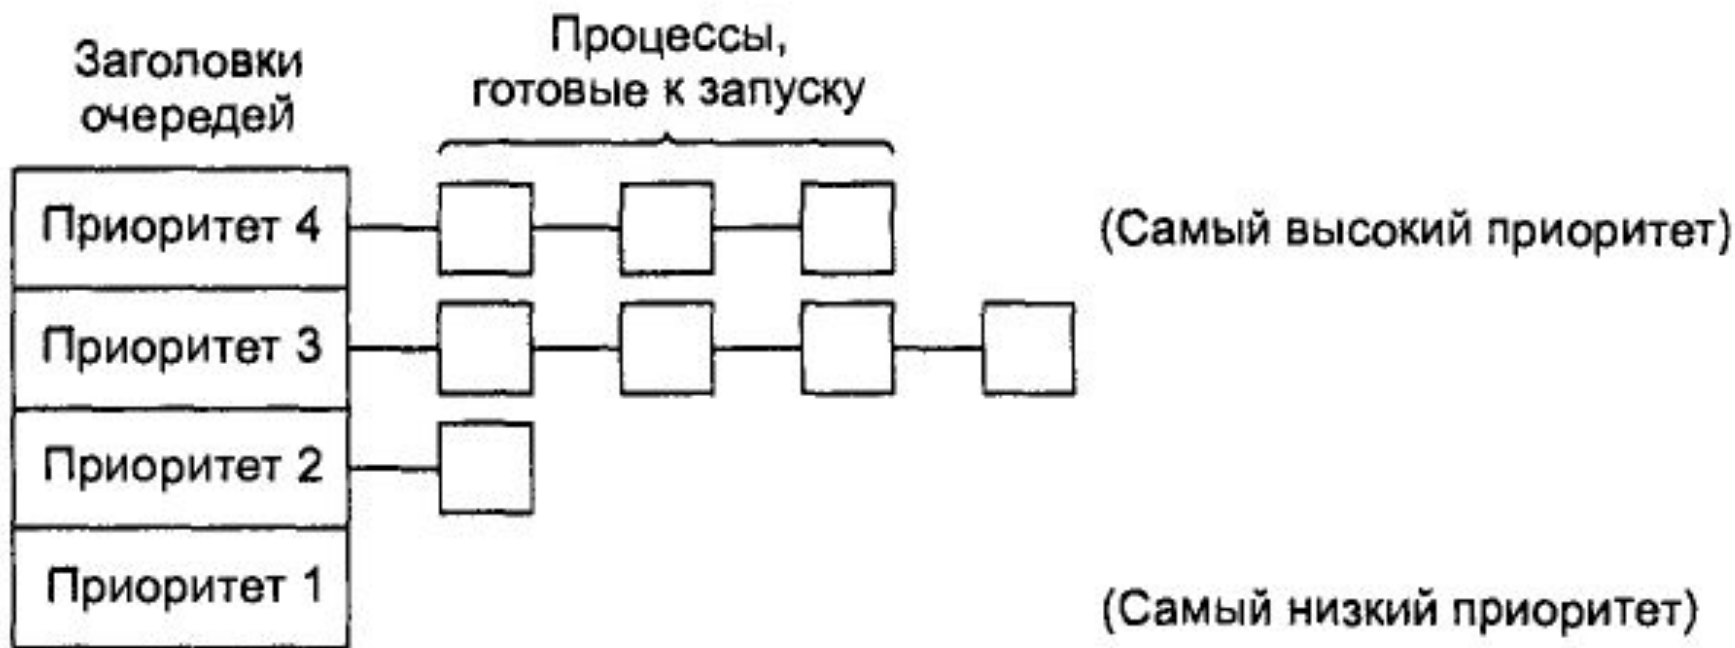 Заголовки
очередей
Процессы,
готовые к запуску
Приоритет 4
(Самый высокий приоритет)
Приоритет 3
Приоритет 2
Приоритет 1
(Самый низкий приоритет)